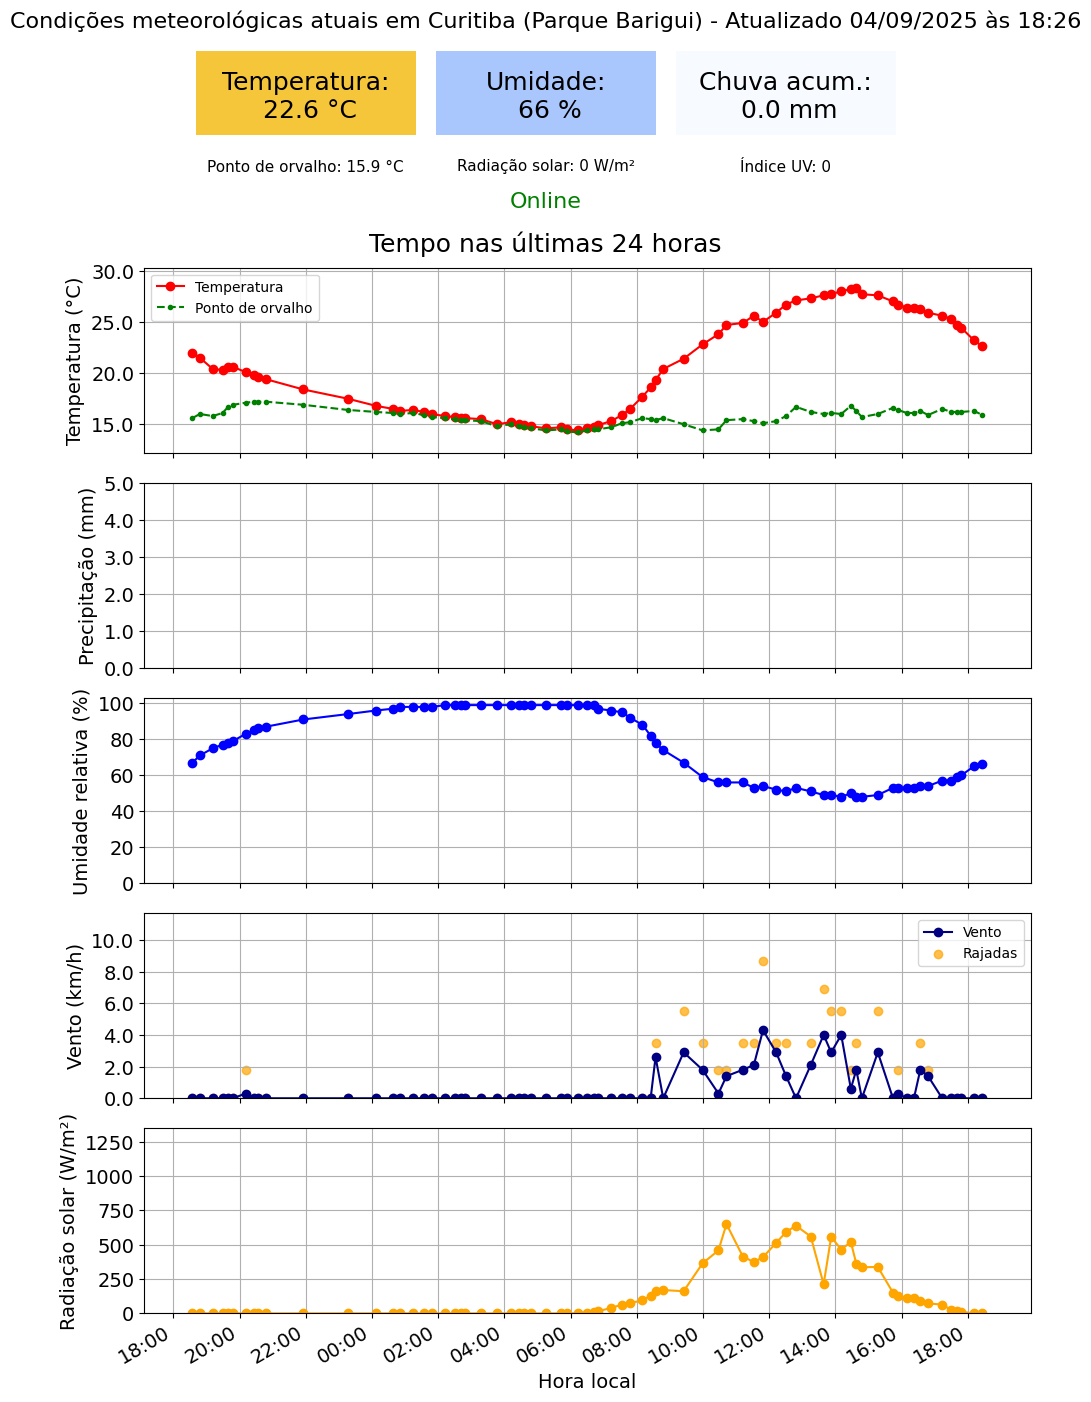 Condições meteorológicas atuais em Curitiba (Parque Barigui) - Atualizado 04/09/2025 às 18:26
Temperatura:
22.6 °C
Umidade:
66 %
Chuva acum.:
0.0 mm
Ponto de orvalho: 15.9 °C
Radiação solar: 0 W/m²
Índice UV: 0
Online
Tempo nas últimas 24 horas
Temperatura (°C)
30.0
25.0
20.0
15.0
Temperatura
Ponto de orvalho
Precipitação (mm)
5.0
4.0
3.0
2.0
1.0
0.0
Umidade relativa (%)
100
80
60
40
20
0
Vento (km/h)
10.0
8.0
6.0
4.0
2.0
0.0
Vento
Rajadas
Radiação solar (W/m²)
1250
1000
750
500
250
0
18:00
20:00
22:00
00:00
02:00
04:00
06:00
08:00
10:00
12:00
14:00
16:00
18:00
Hora local